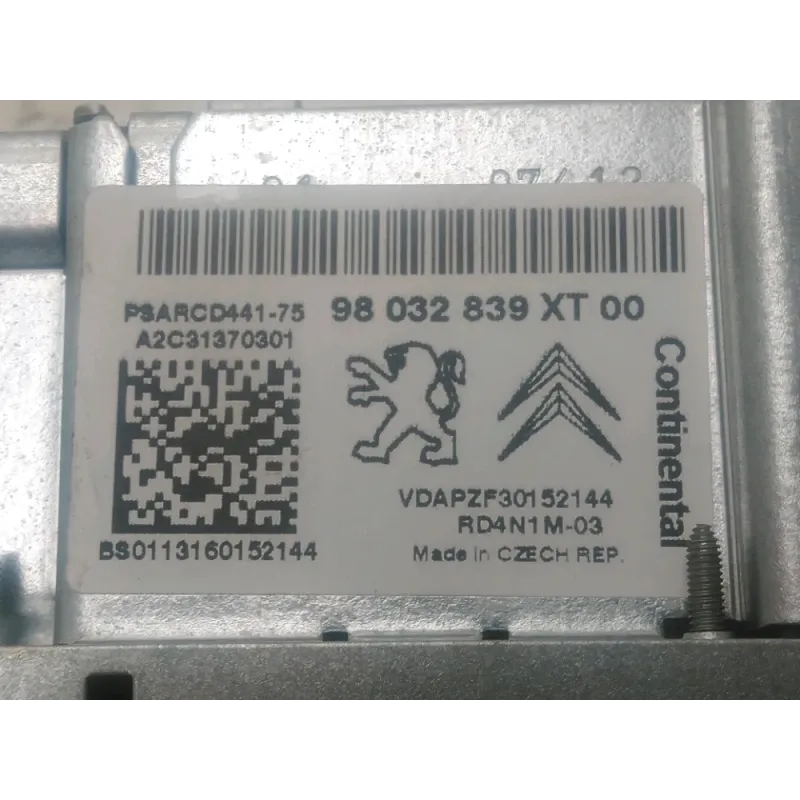 PSARCD441-75 98 032 839 XT 00
A2C31370301
Continental
VDAPZF30152144
RD4N1M-03
BS0113160152144 Made in CZECH REP.